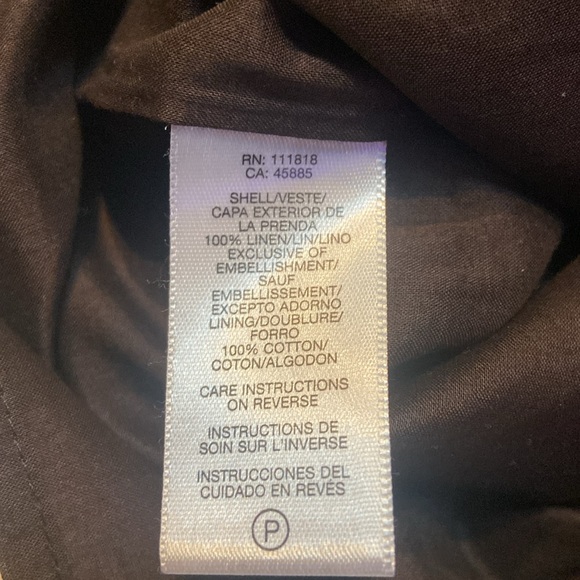 RN: 111818
CA: 45885
SHELL/VESTE/
CAPA EXTERIOR DE
LA PRENDA
100% LINEN/LIN/LINO
EXCLUSIVE OF
EMBELLISHMENT/
SAUF
EMBELLISSEMENT/
EXCEPTO ADORNO
LINING/DOUBLURE/
FORRO
100% COTTON/
COTON/ALGODON
CARE INSTRUCTIONS
ON REVERSE
INSTRUCTIONS DE
SOIN SUR L'INVERSE
INSTRUCCIONES DEL
CUIDADO EN REVÉS
P